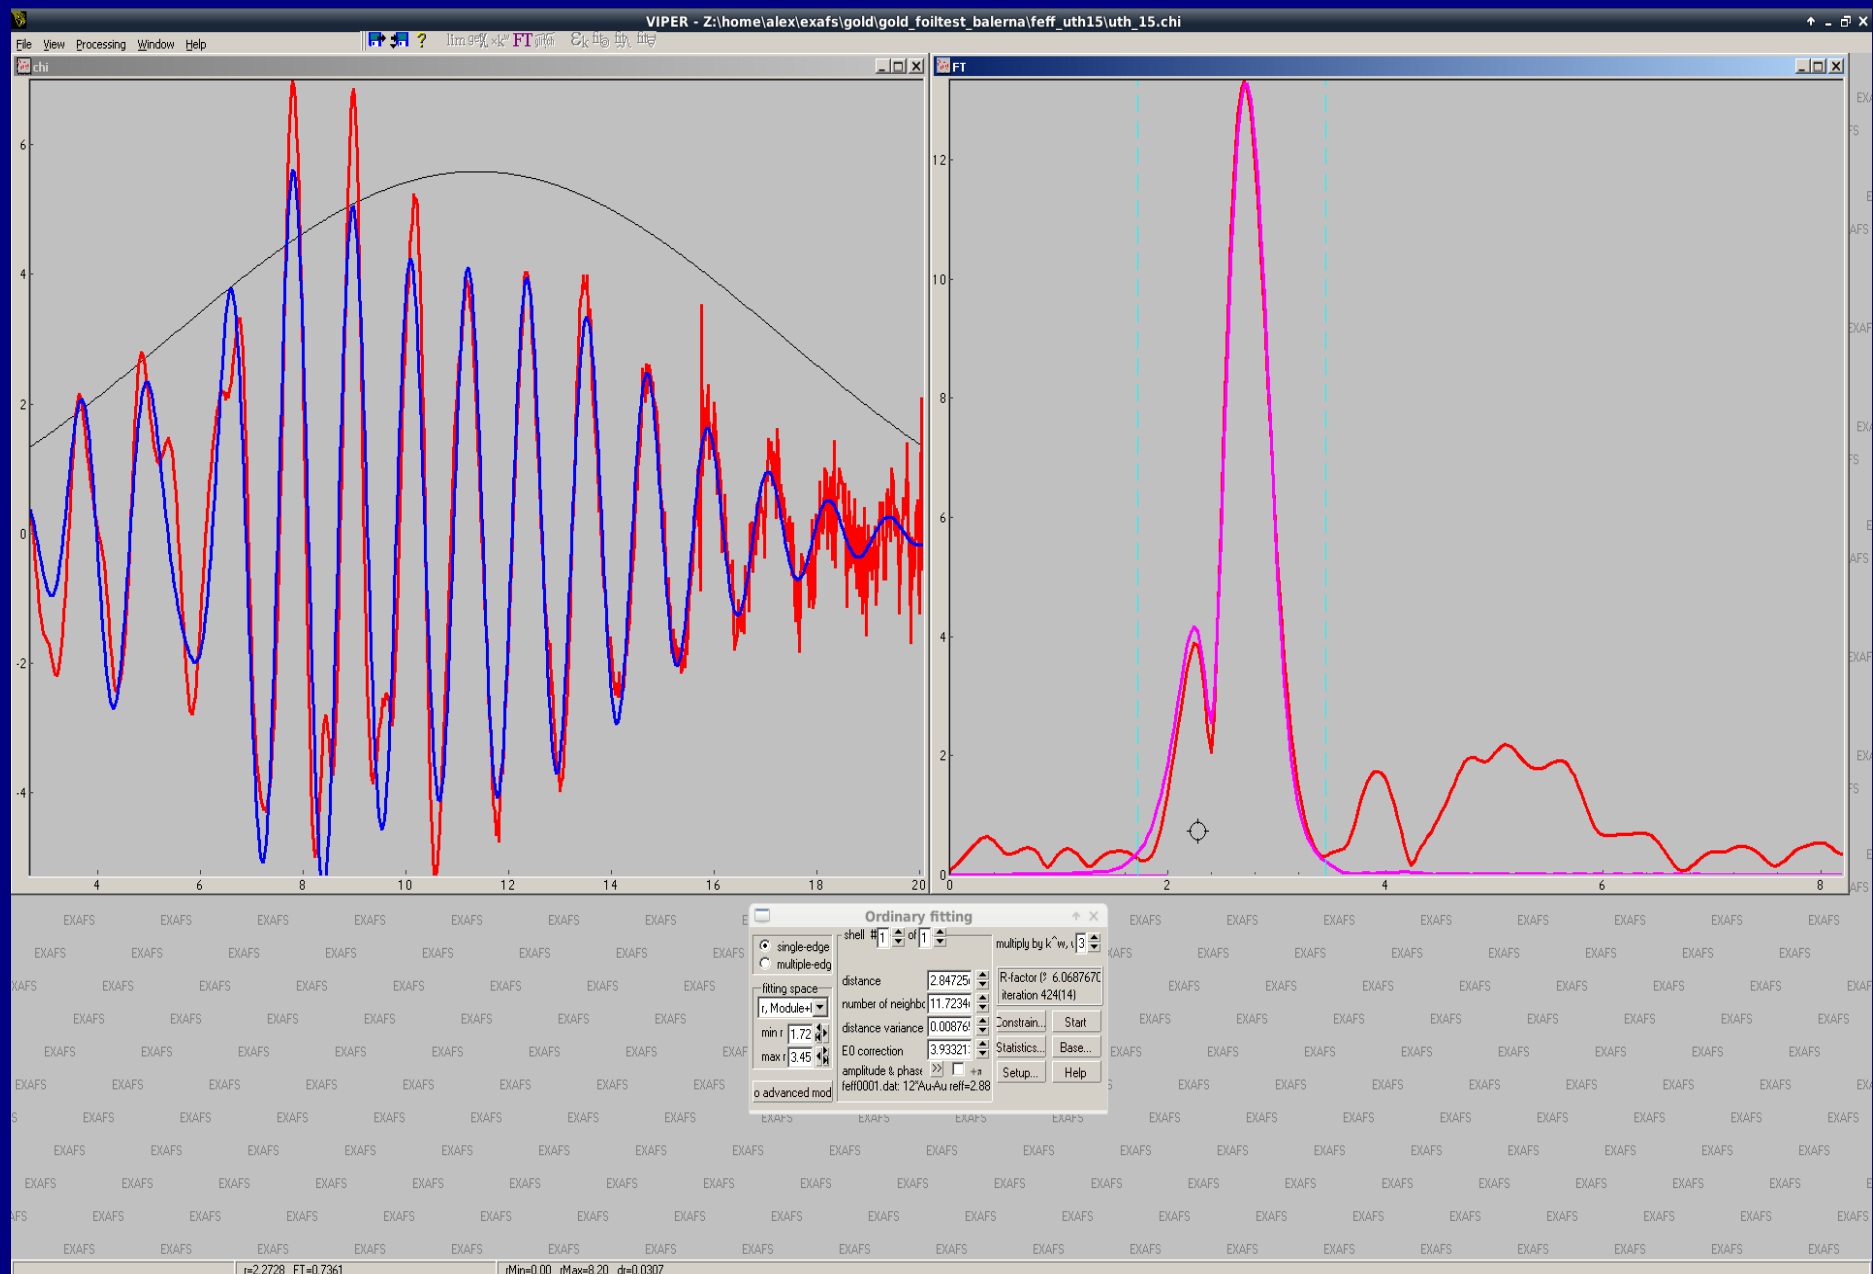 VIPER - Z:\home\alex\exafs\gold\gold_foiltest_balerna\feff_uth15\uth_15.chi
File View Processing Window Help
? lim FT
chi
FT
6
4
2
0
-2
-4
4 6 8 10 12 14 16 18 20
12
10
8
6
4
2
0
0 2 4 6 8
EXAFS
Ordinary fitting
single-edge
multiple-edg
fitting space
r, Module+I
min r 1.72
max r 3.45
o advanced mod
shell # 1 of 1
distance 2.8472
number of neighbo 11.7234
distance variance 0.0087
E0 correction 3.93321
amplitude & phase >> +π
feff0001.dat: 12*Au-Au reff=2.88
multiply by k^w, 3
R-factor 6.068767
iteration 424(14)
Constrain... Start
Statistics... Base...
Setup... Help
r=2.2728 FT=0.7361 rMin=0.00 rMax=8.20 dr=0.0307